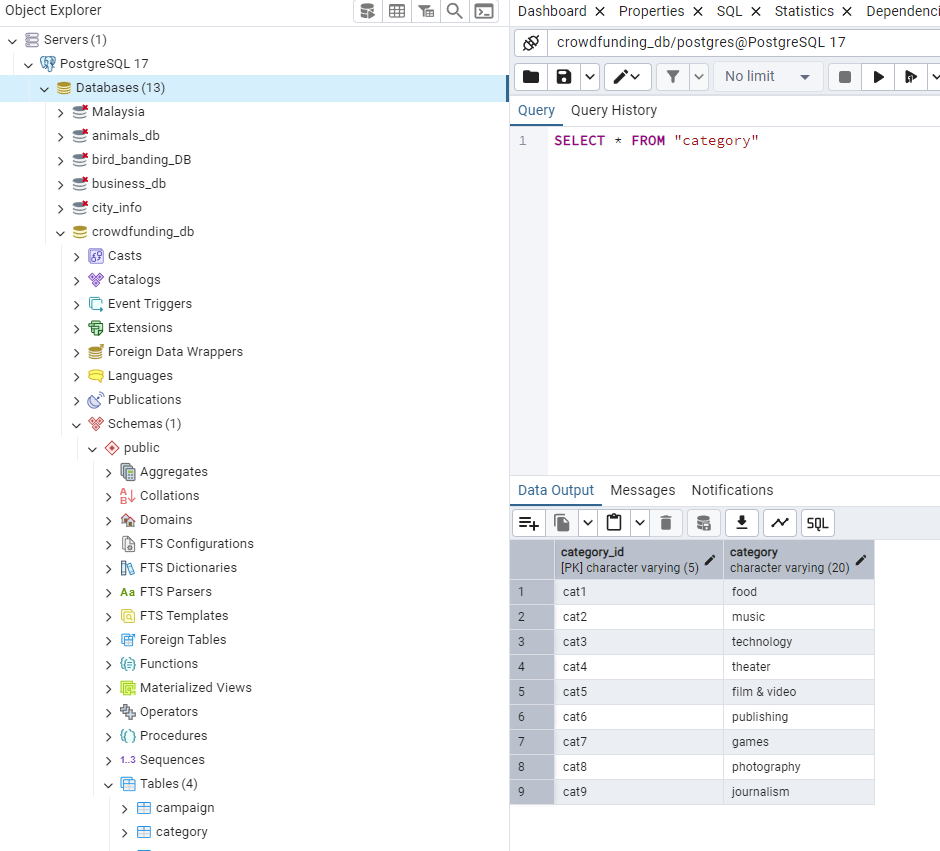 Object Explorer
Servers (1)
PostgreSQL 17
Databases (13)
Malaysia
animals_db
bird_banding_DB
business_db
city_info
crowdfunding_db
Casts
Catalogs
Event Triggers
Extensions
Foreign Data Wrappers
Languages
Publications
Schemas (1)
public
Aggregates
Collations
Domains
FTS Configurations
FTS Dictionaries
Aa FTS Parsers
FTS Templates
Foreign Tables
Functions
Materialized Views
Operators
Procedures
1..3 Sequences
Tables (4)
campaign
category
Dashboard Properties SQL Statistics Dependenci
crowdfunding_db/postgres@PostgreSQL 17
No limit
Query Query History
1 SELECT * FROM "category"
Data Output Messages Notifications
SQL
category_id category
[PK] character varying (5) character varying (20)
1 cat1 food
2 cat2 music
3 cat3 technology
4 cat4 theater
5 cat5 film & video
6 cat6 publishing
7 cat7 games
8 cat8 photography
9 cat9 journalism